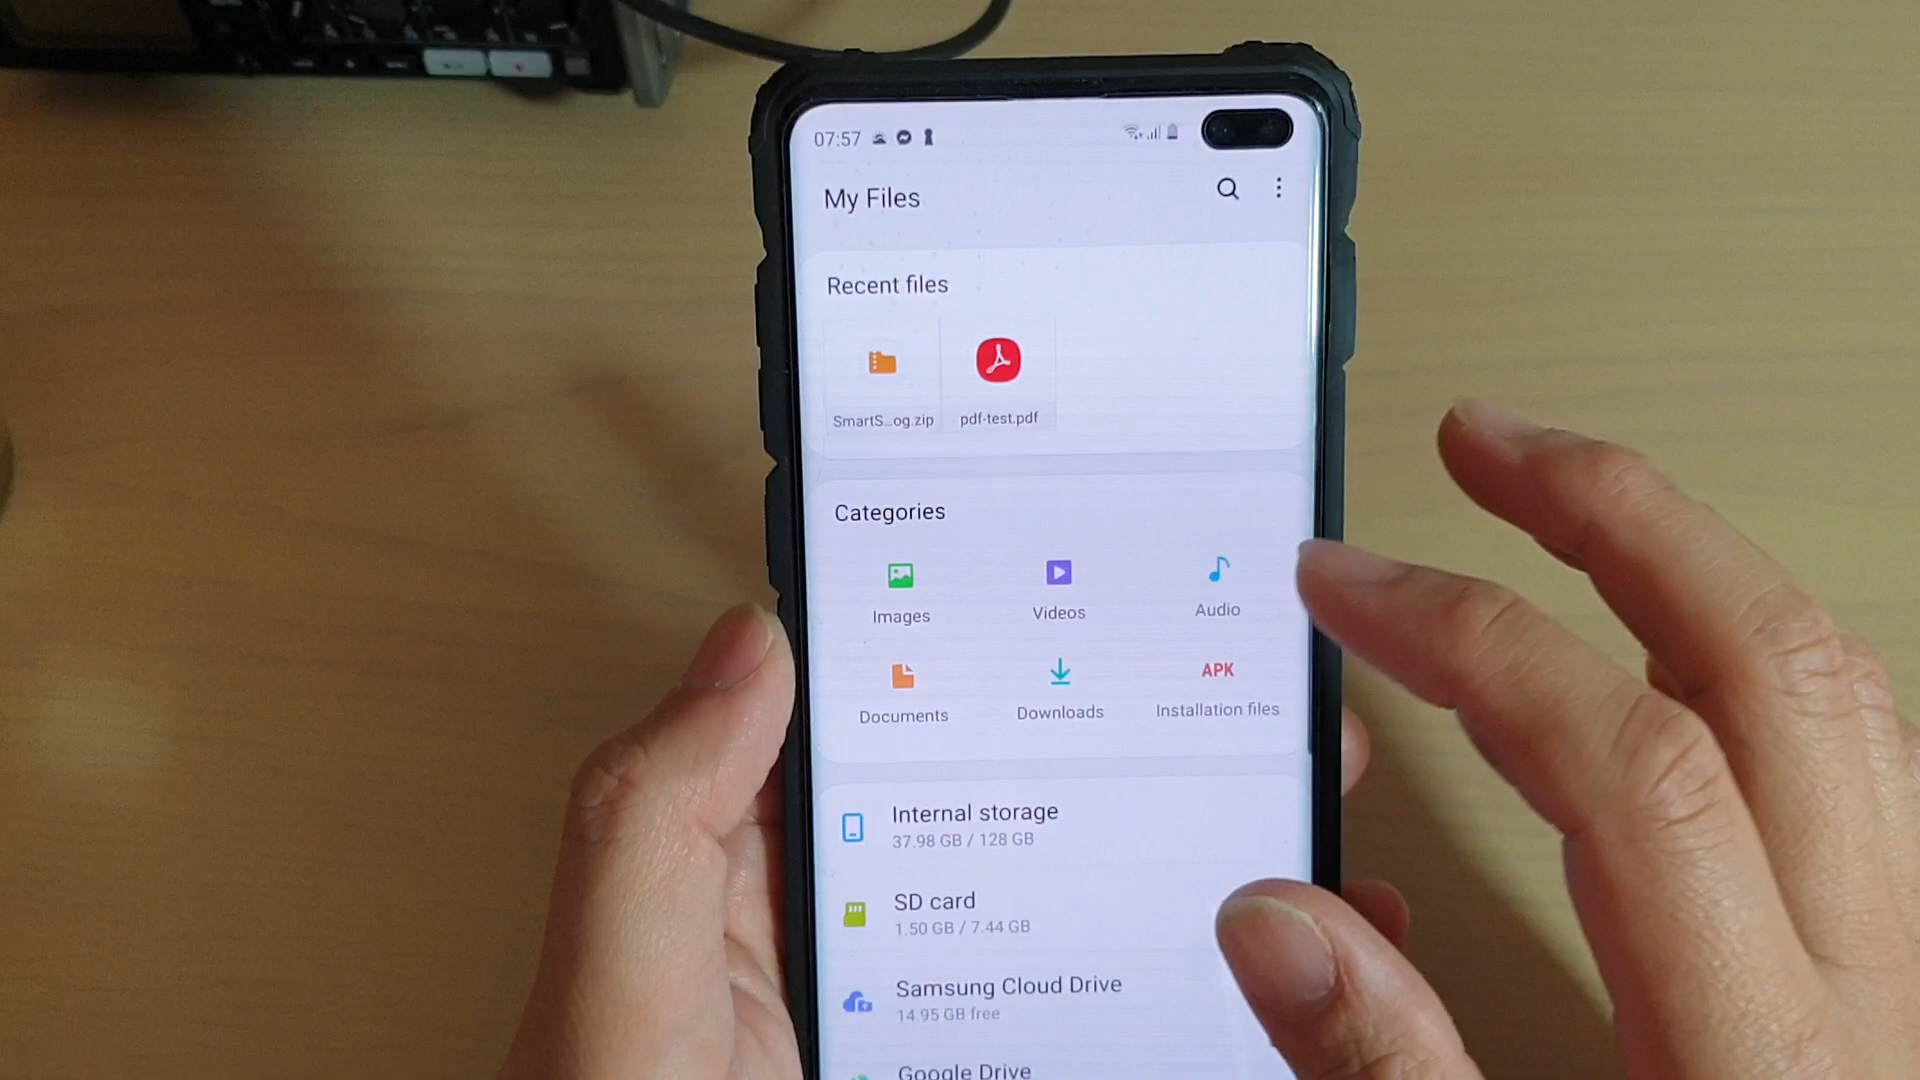 07:57
My Files
Recent files
SmartS...og.zip
pdf-test.pdf
Categories
Images
Videos
Audio
Documents
Downloads
APK
Installation files
Internal storage
37.98 GB / 128 GB
SD card
1.50 GB / 7.44 GB
Samsung Cloud Drive
14.95 GB free
Google Drive